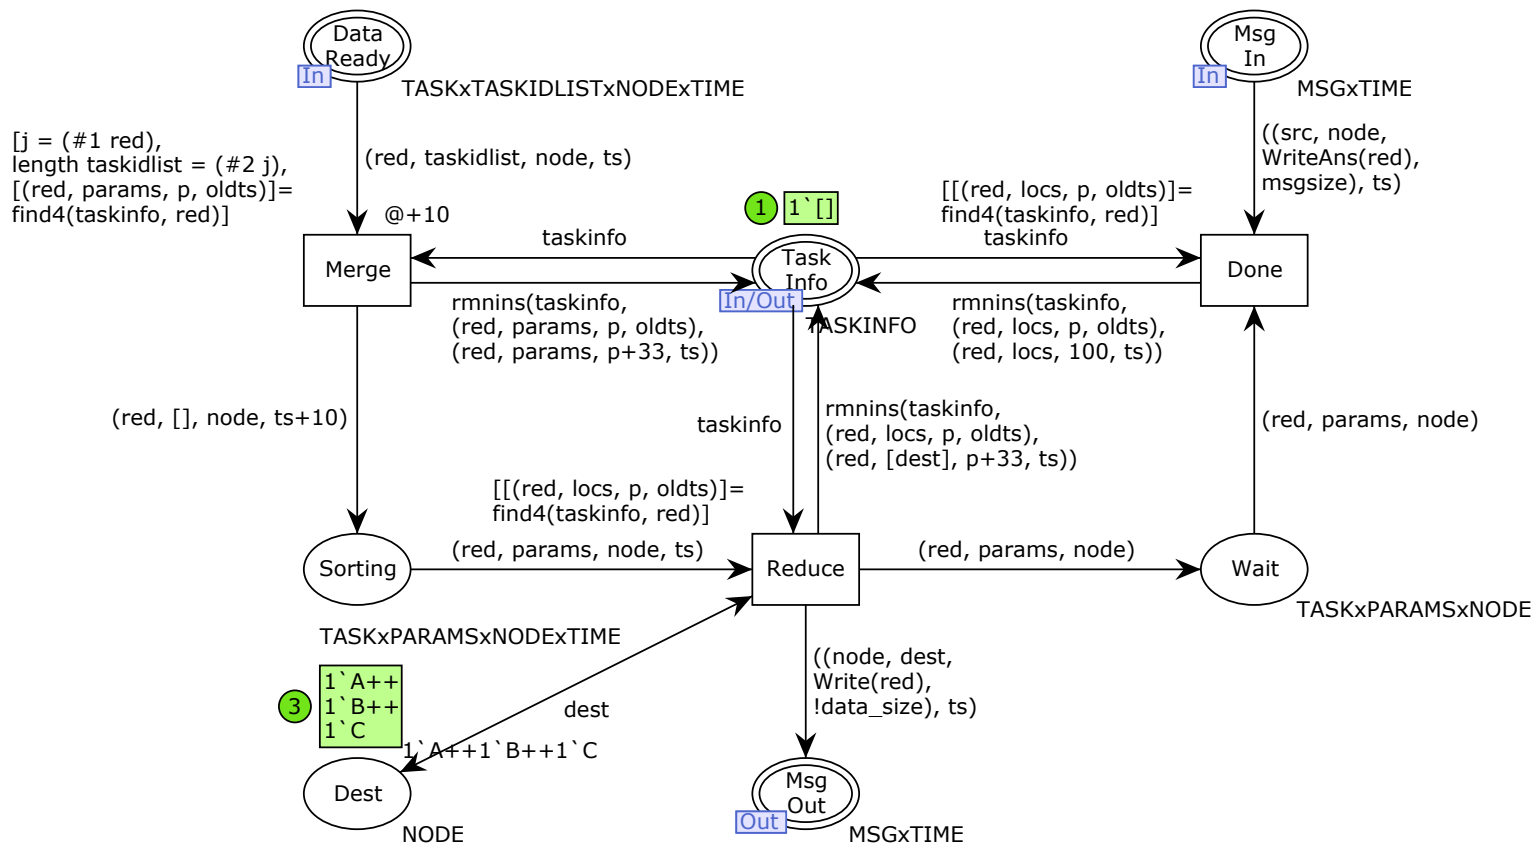 Data
Ready
In
TASKxTASKIDLISTxNODExTIME
Msg
In
In
MSGxTIME
[j = (#1 red),
length taskidlist = (#2 j),
[(red, params, p, oldts)]=
find4(taskinfo, red)]
(red, taskidlist, node, ts)
@+10
((src, node,
WriteAns(red),
msgsize), ts)
1
1`[]
[[(red, locs, p, oldts)]=
find4(taskinfo, red)]
taskinfo
taskinfo
Merge
Task
Info
In/Out
TASKINFO
Done
rmnins(taskinfo,
(red, params, p, oldts),
(red, params, p+33, ts))
rmnins(taskinfo,
(red, locs, p, oldts),
(red, locs, 100, ts))
(red, [], node, ts+10)
taskinfo
rmnins(taskinfo,
(red, locs, p, oldts),
(red, [dest], p+33, ts))
(red, params, node)
[[(red, locs, p, oldts)]=
find4(taskinfo, red)]
Sorting
(red, params, node, ts)
Reduce
(red, params, node)
Wait
TASKxPARAMSxNODExTIME
TASKxPARAMSxNODE
3
1`A++
1`B++
1`C
dest
1`A++1`B++1`C
((node, dest,
Write(red),
!data_size), ts)
Dest
NODE
Msg
Out
Out
MSGxTIME